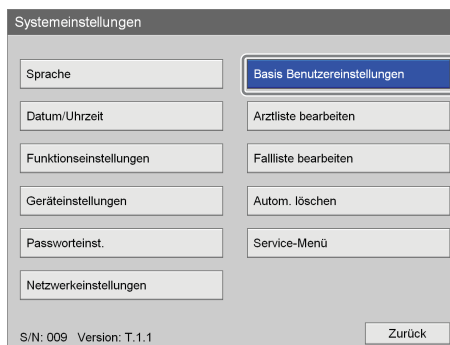 Systemeinstellungen
Sprache
Basis Benutzereinstellungen
Datum/Uhrzeit
Arztliste bearbeiten
Funktionseinstellungen
Fallliste bearbeiten
Geräteinstellungen
Autom. löschen
Passworteinst.
Service-Menü
Netzwerkeinstellungen
S/N: 009 Version: T.1.1
Zurück